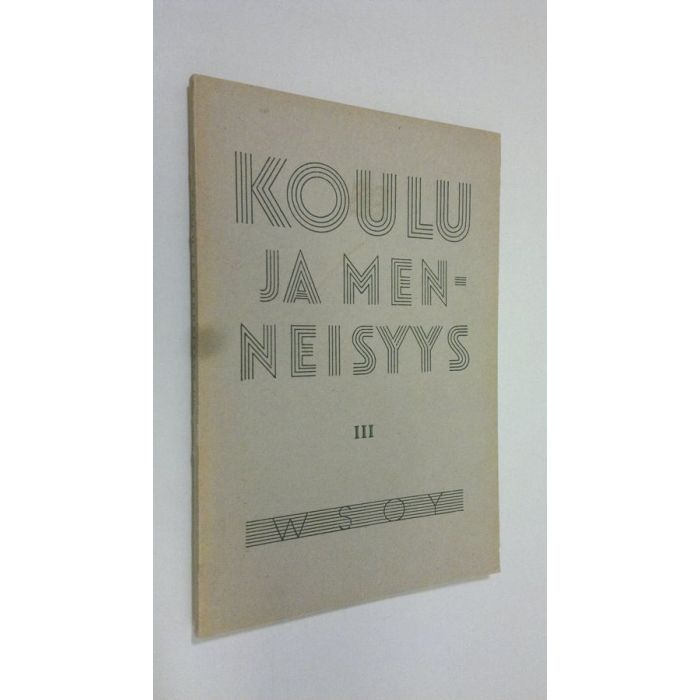 KOULU
JA MEN-
NEISYYS
III
WSOY